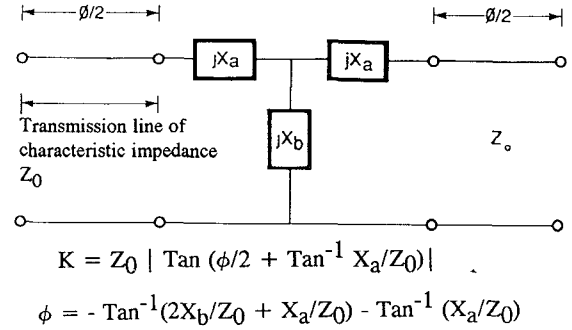 ø/2
ø/2
jXa
jXa
Transmission line of
characteristic impedance
Z0
jXb
Zo
K = Z0 | Tan (ϕ/2 + Tan⁻¹ Xa/Z0)|
ϕ = - Tan⁻¹(2Xb/Z0 + Xa/Z0) - Tan⁻¹ (Xa/Z0)